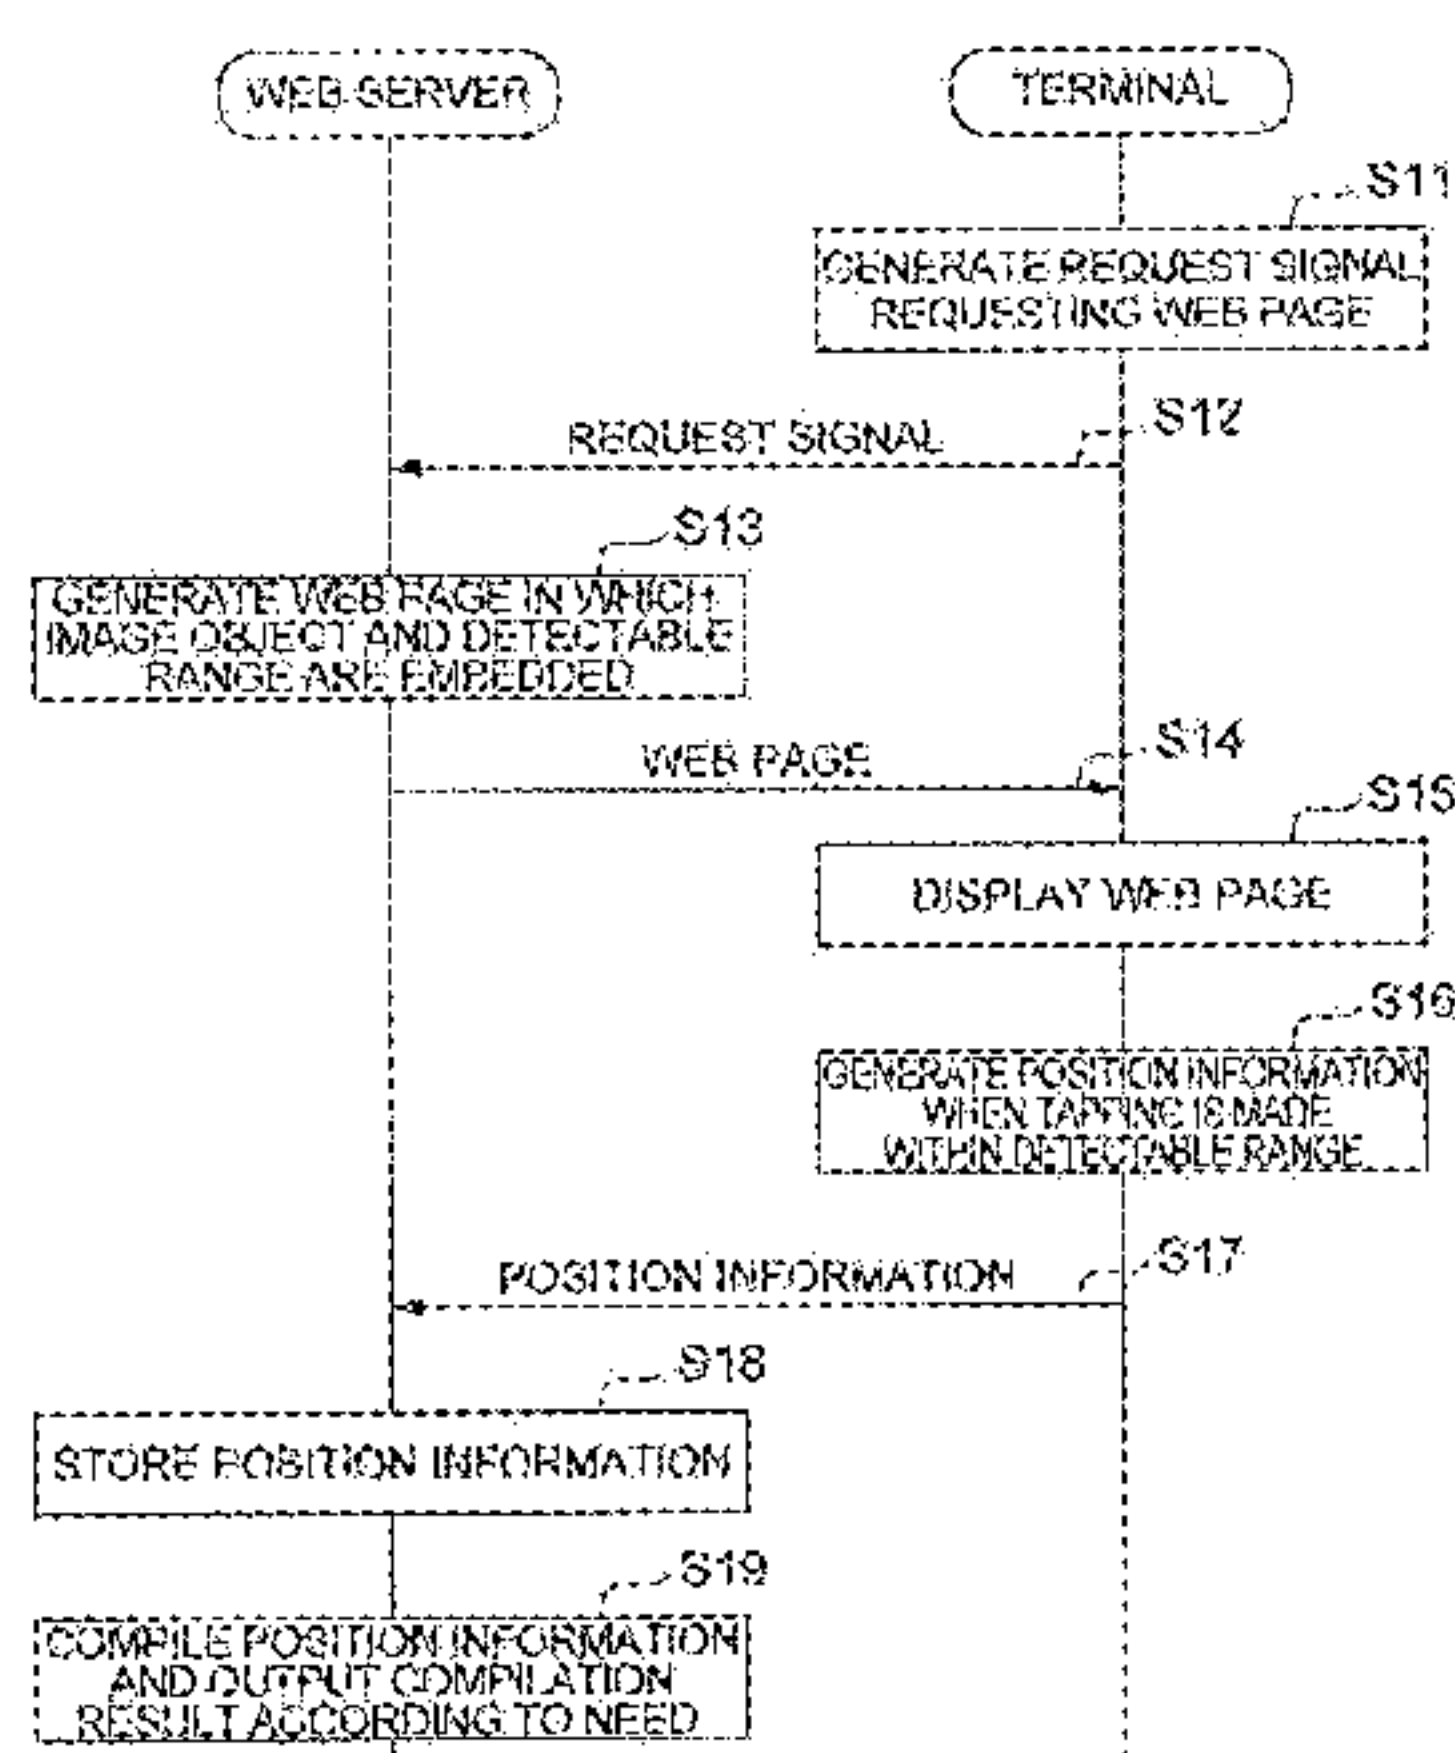 WEB SERVER
TERMINAL
S11
GENERATE REQUEST SIGNAL
REQUESTING WEB PAGE
S12
REQUEST SIGNAL
S13
GENERATE WEB PAGE IN WHICH
IMAGE OBJECT AND DETECTABLE
RANGE ARE EMBEDDED
S14
WEB PAGE
S15
DISPLAY WEB PAGE
S16
GENERATE POSITION INFORMATION
WHEN TAPPING IS MADE
WITHIN DETECTABLE RANGE
S17
POSITION INFORMATION
S18
STORE POSITION INFORMATION
S19
COMPILE POSITION INFORMATION
AND OUTPUT COMPILATION
RESULT ACCORDING TO NEED